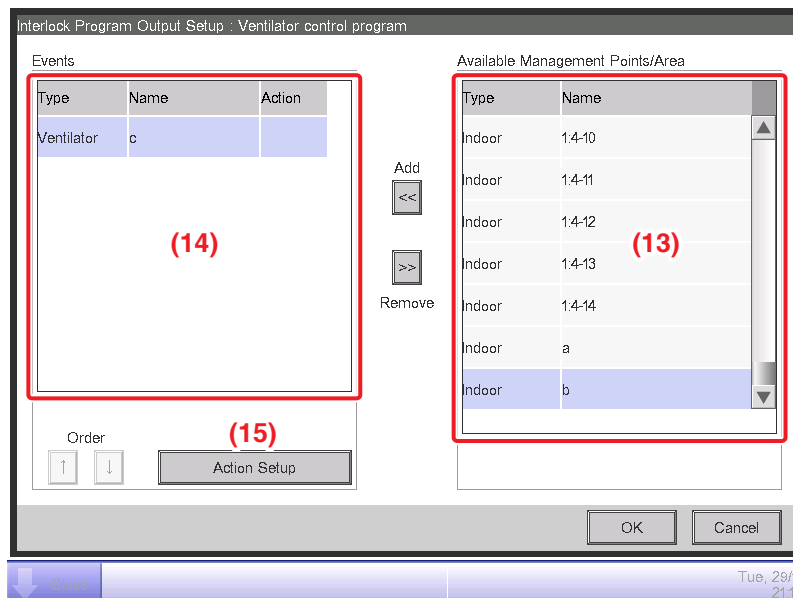 Interlock Program Output Setup : Ventilator control program
Events
Available Management Points/Area
Type Name Action
Ventilator c
(14)
Add
<<
>>
Remove
Type Name
Indoor 1:4-10
Indoor 1:4-11
Indoor 1:4-12
Indoor 1:4-13
Indoor 1:4-14
Indoor a
Indoor b
(13)
Order
↑ ↓
(15)
Action Setup
OK Cancel
Tue, 29/